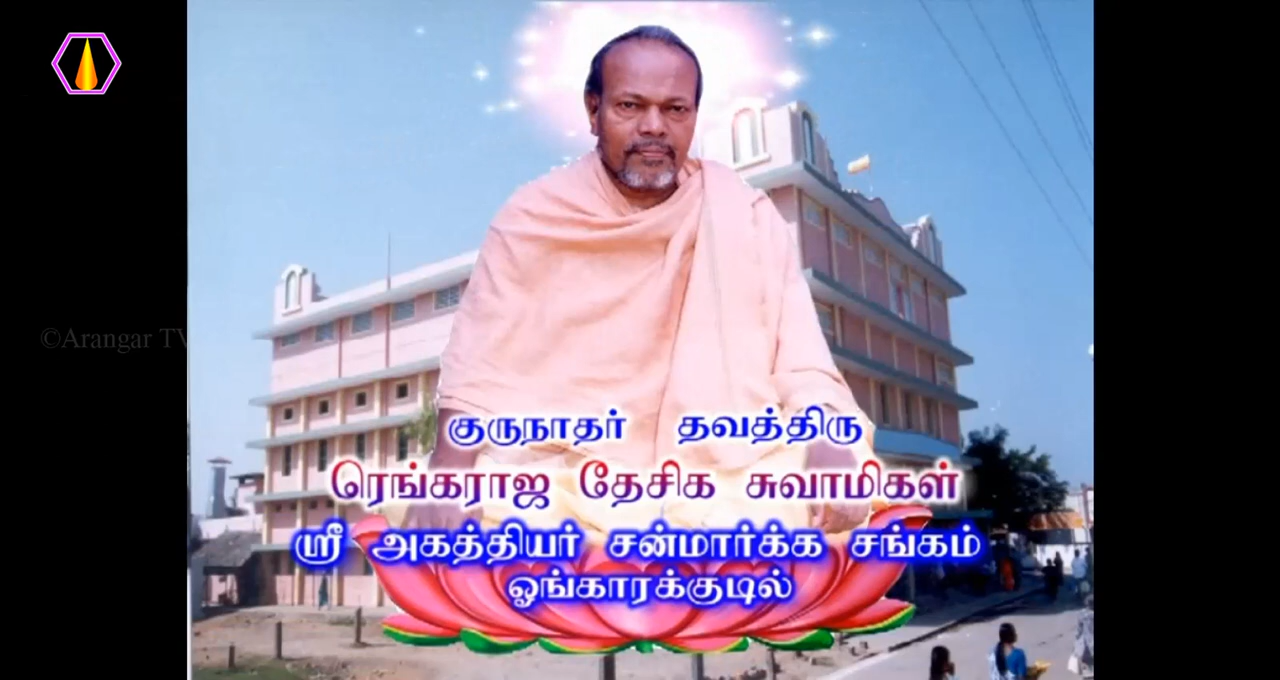 ©Arangar TV
குருநாதர் தவத்திரு
ரெங்கராஜ தேசிக சுவாமிகள்
ஸ்ரீ அகத்தியர் சன்மார்க்க சங்கம்
ஓங்காரக்குடில்